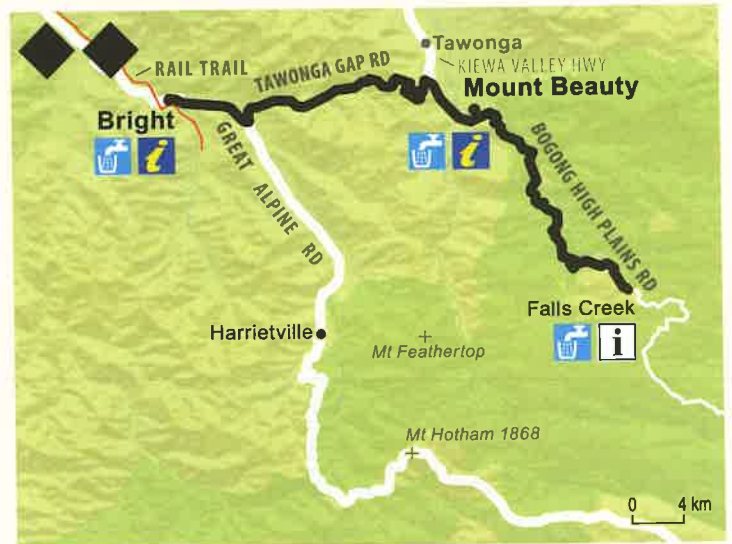 Tawonga
RAIL TRAIL
TAWONGA GAP RD
KIEWA VALLEY HWY
Mount Beauty
Bright
i
GREAT ALPINE RD
i
BOGONG HIGH PLAINS RD
Falls Creek
i
Harrietville
Mt Feathertop
Mt Hotham 1868
0 4 km